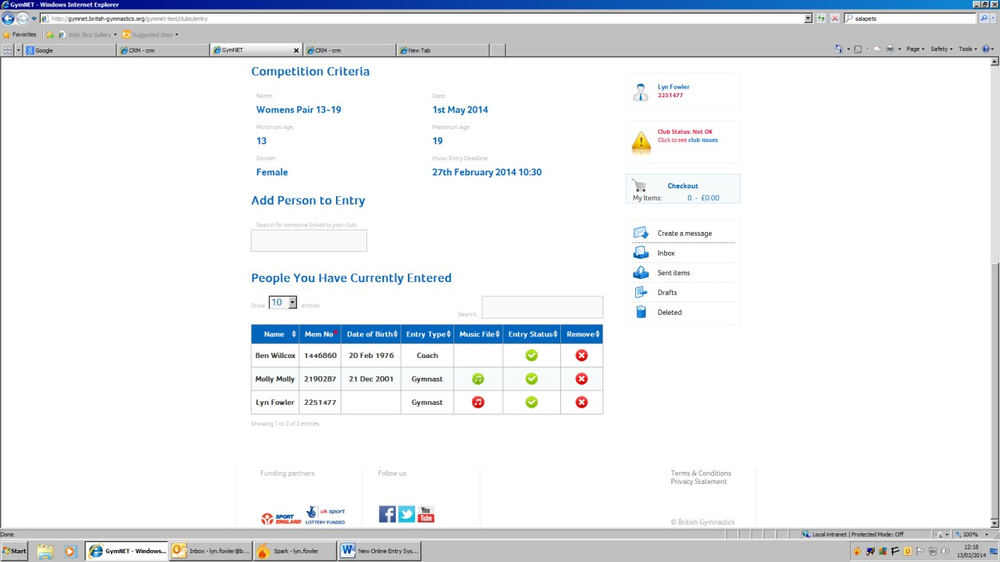 GymNET - Windows Internet Explorer
http://gymnet.british-gymnastics.org/gymnet-test/clubs/entry
salapets
Favorites Web Slice Gallery Suggested Sites
Google CRM - crm GymNET CRM - crm New Tab Page Safety Tools
Competition Criteria
Name: Date:
Womens Pair 13-19 1st May 2014
Minimum Age: Maximum Age:
13 19
Gender: Music Entry Deadline:
Female 27th February 2014 10:30
Add Person to Entry
Search for someone linked to your club:
People You Have Currently Entered
Show 10 entries Search:
Name Mem No* Date of Birth Entry Type Music File Entry Status Remove
Ben Willcox 1446860 20 Feb 1976 Coach
Molly Molly 2190287 21 Dec 2001 Gymnast
Lyn Fowler 2251477 Gymnast
Showing 1 to 3 of 3 entries
Lyn Fowler
2251477
Club Status: Not OK
Click to see club issues
Checkout
My Items: 0 - £0.00
Create a message
Inbox
Sent items
Drafts
Deleted
Funding partners Follow us Terms & Conditions
Privacy Statement
SPORT ENGLAND
uk sport
LOTTERY FUNDED
You Tube
© British Gymnastics
Done Local intranet | Protected Mode: Off 100%
Start GymNET - Windows... Inbox - lyn.fowler@b... Spark - lyn.fowler New Online Entry Sys... 12:18
13/02/2014